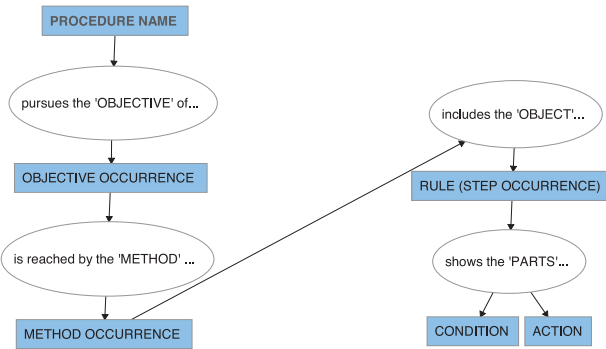 PROCEDURE NAME
pursues the 'OBJECTIVE' of...
OBJECTIVE OCCURRENCE
is reached by the 'METHOD' ...
METHOD OCCURRENCE
includes the 'OBJECT'...
RULE (STEP OCCURRENCE)
shows the 'PARTS'...
CONDITION
ACTION